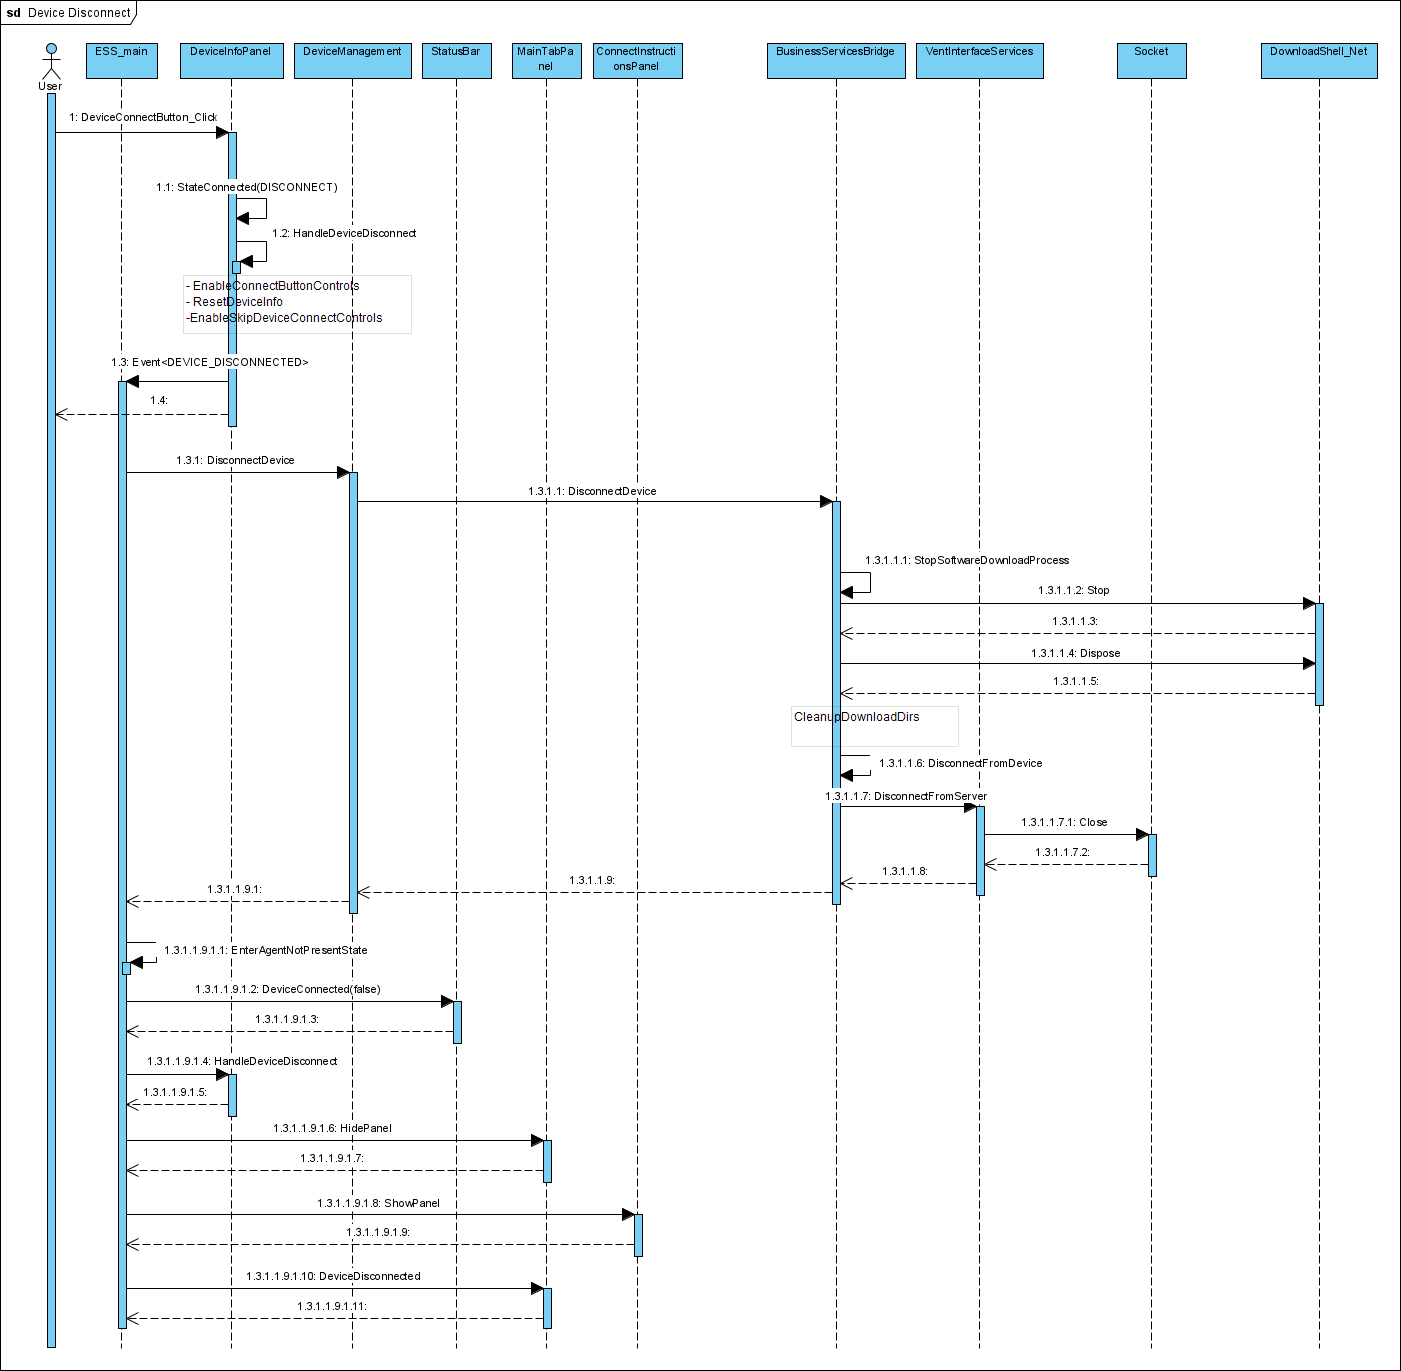 sd Device Disconnect
User
ESS_main
DeviceInfoPanel
DeviceManagement
StatusBar
MainTabPa
nel
ConnectInstructi
onsPanel
BusinessServicesBridge
VentInterfaceServices
Socket
DownloadShell_Net
1: DeviceConnectButton_Click
1.1: StateConnected(DISCONNECT)
1.2: HandleDeviceDisconnect
- EnableConnectButtonControls
- ResetDeviceInfo
-EnableSkipDeviceConnectControls
1.3: Event<DEVICE_DISCONNECTED>
1.4:
1.3.1: DisconnectDevice
1.3.1.1: DisconnectDevice
1.3.1.1.1: StopSoftwareDownloadProcess
1.3.1.1.2: Stop
1.3.1.1.3:
1.3.1.1.4: Dispose
1.3.1.1.5:
CleanupDownloadDirs
1.3.1.1.6: DisconnectFromDevice
1.3.1.1.7: DisconnectFromServer
1.3.1.1.7.1: Close
1.3.1.1.7.2:
1.3.1.1.8:
1.3.1.1.9:
1.3.1.1.9.1:
1.3.1.1.9.1.1: EnterAgentNotPresentState
1.3.1.1.9.1.2: DeviceConnected(false)
1.3.1.1.9.1.3:
1.3.1.1.9.1.4: HandleDeviceDisconnect
1.3.1.1.9.1.5:
1.3.1.1.9.1.6: HidePanel
1.3.1.1.9.1.7:
1.3.1.1.9.1.8: ShowPanel
1.3.1.1.9.1.9:
1.3.1.1.9.1.10: DeviceDisconnected
1.3.1.1.9.1.11: